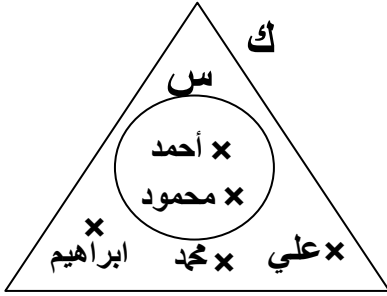 ك
س
× أحمد
× محمود
× علي
× محمد
× ابراهيم